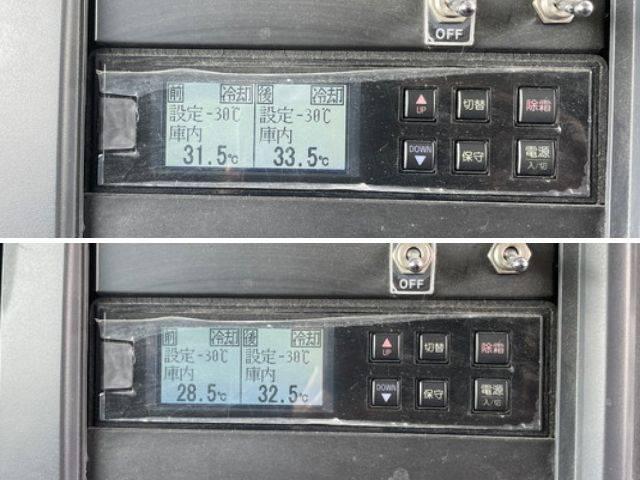 OFF
前 冷却 後 冷却
設定-30℃ 設定-30℃
庫内 庫内
31.5℃ 33.5℃
UP 切替 除霜
DOWN 保守 電源
入/切
OFF
前 冷却 後 冷却
設定-30℃ 設定-30℃
庫内 庫内
28.5℃ 32.5℃
UP 切替 除霜
DOWN 保守 電源
入/切